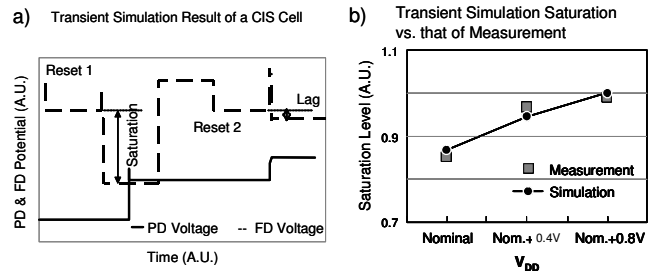 a) Transient Simulation Result of a CIS Cell
PD & FD Potential (A.U.)
Reset 1
Saturation
Reset 2
Lag
PD Voltage -- FD Voltage
Time (A.U.)
b) Transient Simulation Saturation
vs. that of Measurement
Saturation Level (A.U.)
1.1
0.9
0.7
Measurement
Simulation
Nominal Nom.+ 0.4V Nom.+0.8V
VDD